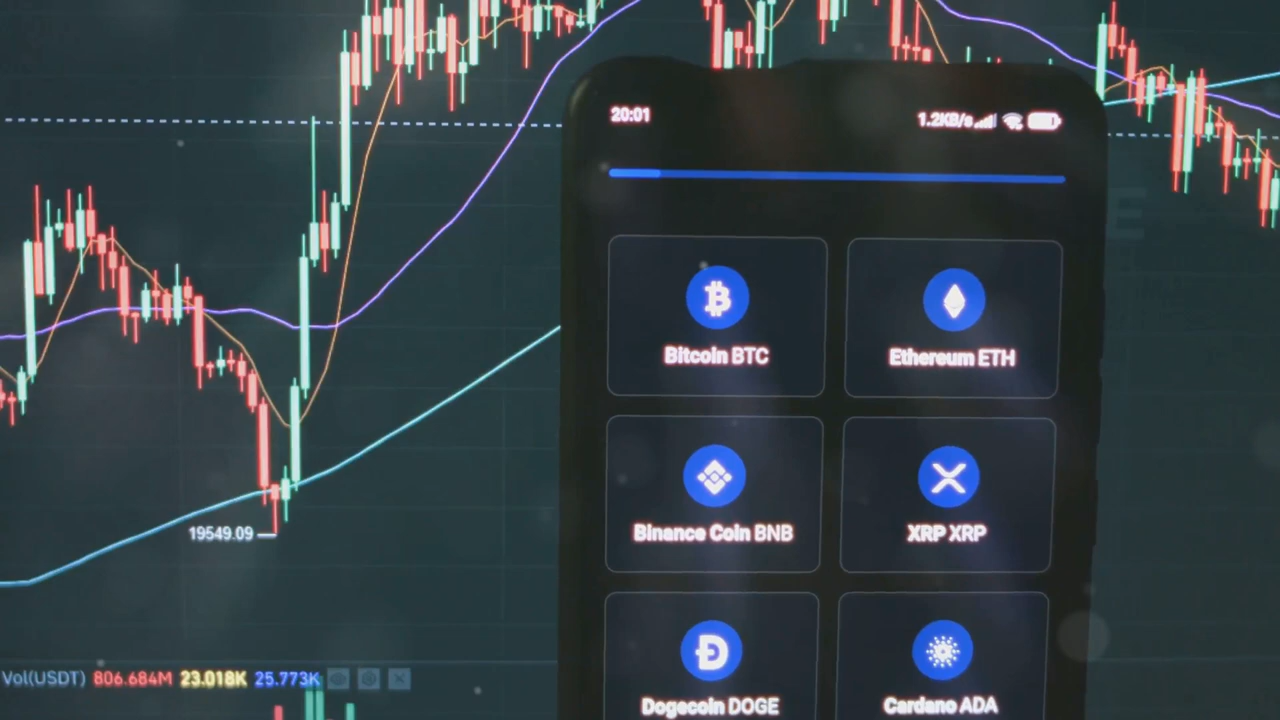 20:01
1.2KB/s
Bitcoin BTC
Ethereum ETH
Binance Coin BNB
XRP XRP
19549.09
Dogecoin DOGE
Cardano ADA
Vol(USDT) 806.684M 23.018K 25.773K